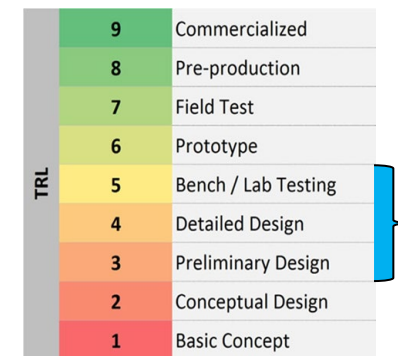 9 Commercialized
8 Pre-production
7 Field Test
6 Prototype
TRL
5 Bench / Lab Testing
4 Detailed Design
3 Preliminary Design
2 Conceptual Design
1 Basic Concept